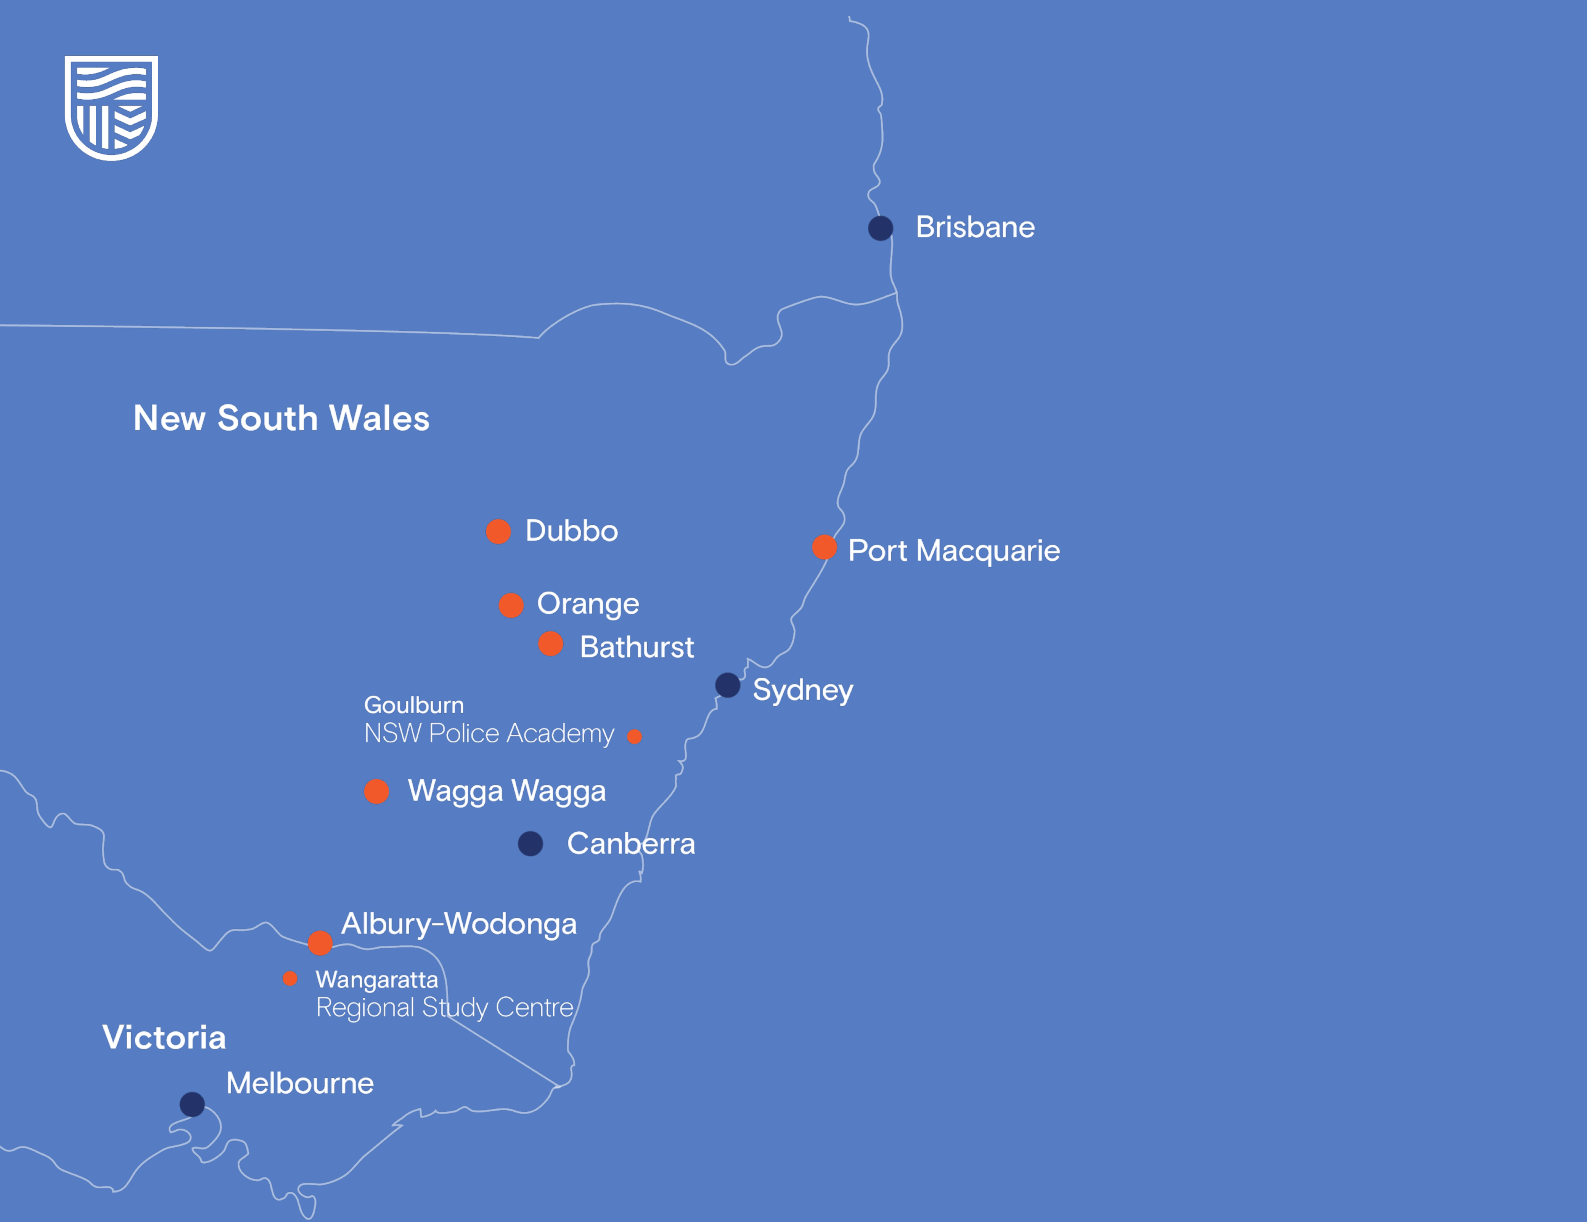 Brisbane
New South Wales
Dubbo
Port Macquarie
Orange
Bathurst
Sydney
Goulburn
NSW Police Academy
Wagga Wagga
Canberra
Albury-Wodonga
Wangaratta
Regional Study Centre
Victoria
Melbourne